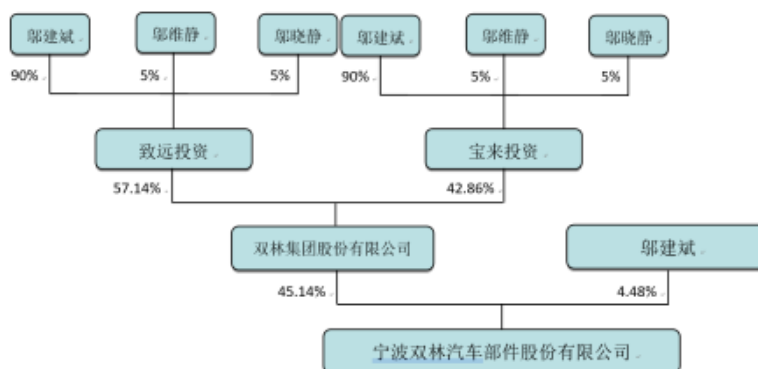 邬建斌
邬维静
邬晓静
邬建斌
邬维静
邬晓静
90%
5%
5%
90%
5%
5%
致远投资
宝来投资
57.14%
42.86%
双林集团股份有限公司
邬建斌
45.14%
4.48%
宁波双林汽车部件股份有限公司